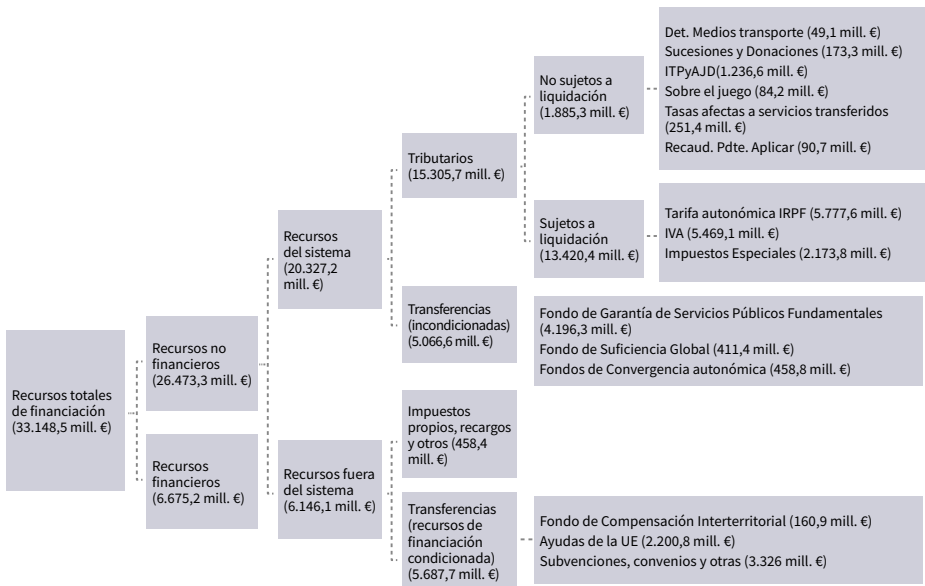 Recursos totales
de financiación
(33.148,5 mill. €)
Recursos no
financieros
(26.473,3 mill. €)
Recursos
financieros
(6.675,2 mill. €)
Recursos
del sistema
(20.327,2
mill. €)
Recursos fuera
del sistema
(6.146,1 mill. €)
Tributarios
(15.305,7 mill. €)
Transferencias
(incondicionadas)
(5.066,6 mill. €)
Impuestos
propios, recargos
y otros (458,4
mill. €)
Transferencias
(recursos de
financiación
condicionada)
(5.687,7 mill. €)
No sujetos a
liquidación
(1.885,3 mill. €)
Sujetos a
liquidación
(13.420,4 mill. €)
Det. Medios transporte (49,1 mill. €)
Sucesiones y Donaciones (173,3 mill. €)
ITPyAJD(1.236,6 mill. €)
Sobre el juego (84,2 mill. €)
Tasas afectas a servicios transferidos
(251,4 mill. €)
Recaud. Pdte. Aplicar (90,7 mill. €)
Tarifa autonómica IRPF (5.777,6 mill. €)
IVA (5.469,1 mill. €)
Impuestos Especiales (2.173,8 mill. €)
Fondo de Garantía de Servicios Públicos Fundamentales
(4.196,3 mill. €)
Fondo de Suficiencia Global (411,4 mill. €)
Fondos de Convergencia autonómica (458,8 mill. €)
Fondo de Compensación Interterritorial (160,9 mill. €)
Ayudas de la UE (2.200,8 mill. €)
Subvenciones, convenios y otras (3.326 mill. €)